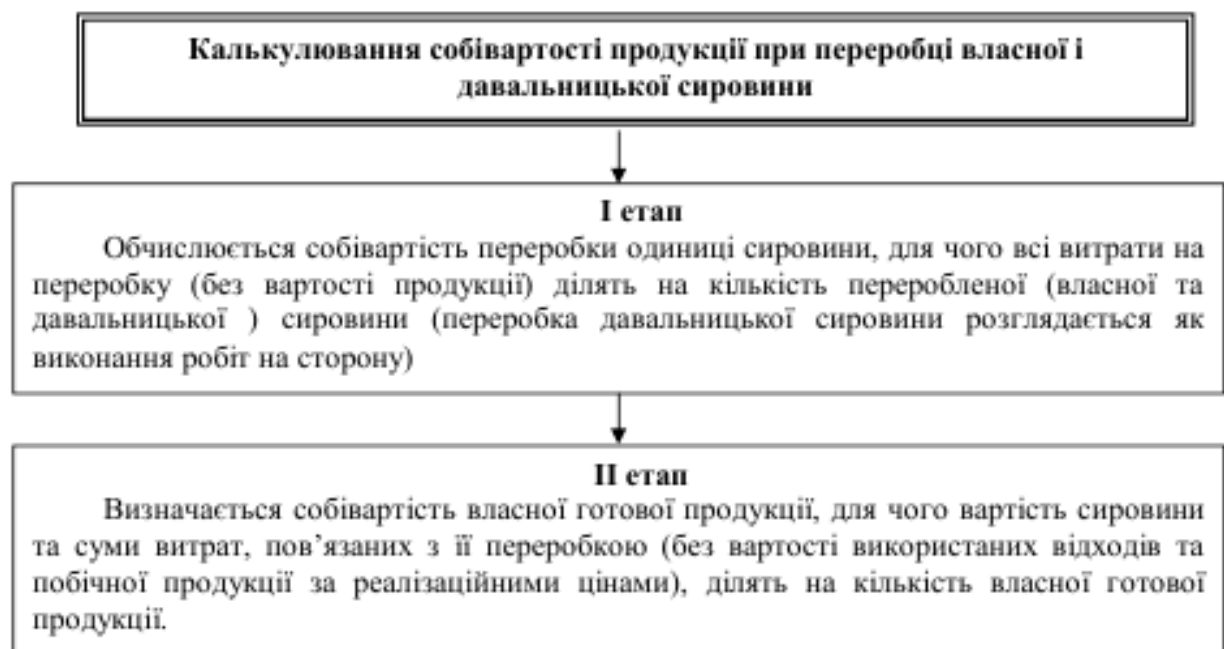 Калькулювання собівартості продукції при переробці власної і
давальницької сировини
І етап
Обчислюється собівартість переробки одиниці сировини, для чого всі витрати на
переробку (без вартості продукції) ділять на кількість переробленої (власної та
давальницької ) сировини (переробка давальницької сировини розглядається як
виконання робіт на сторону)
ІІ етап
Визначається собівартість власної готової продукції, для чого вартість сировини
та суми витрат, пов’язаних з її переробкою (без вартості використаних відходів та
побічної продукції за реалізаційними цінами), ділять на кількість власної готової
продукції.